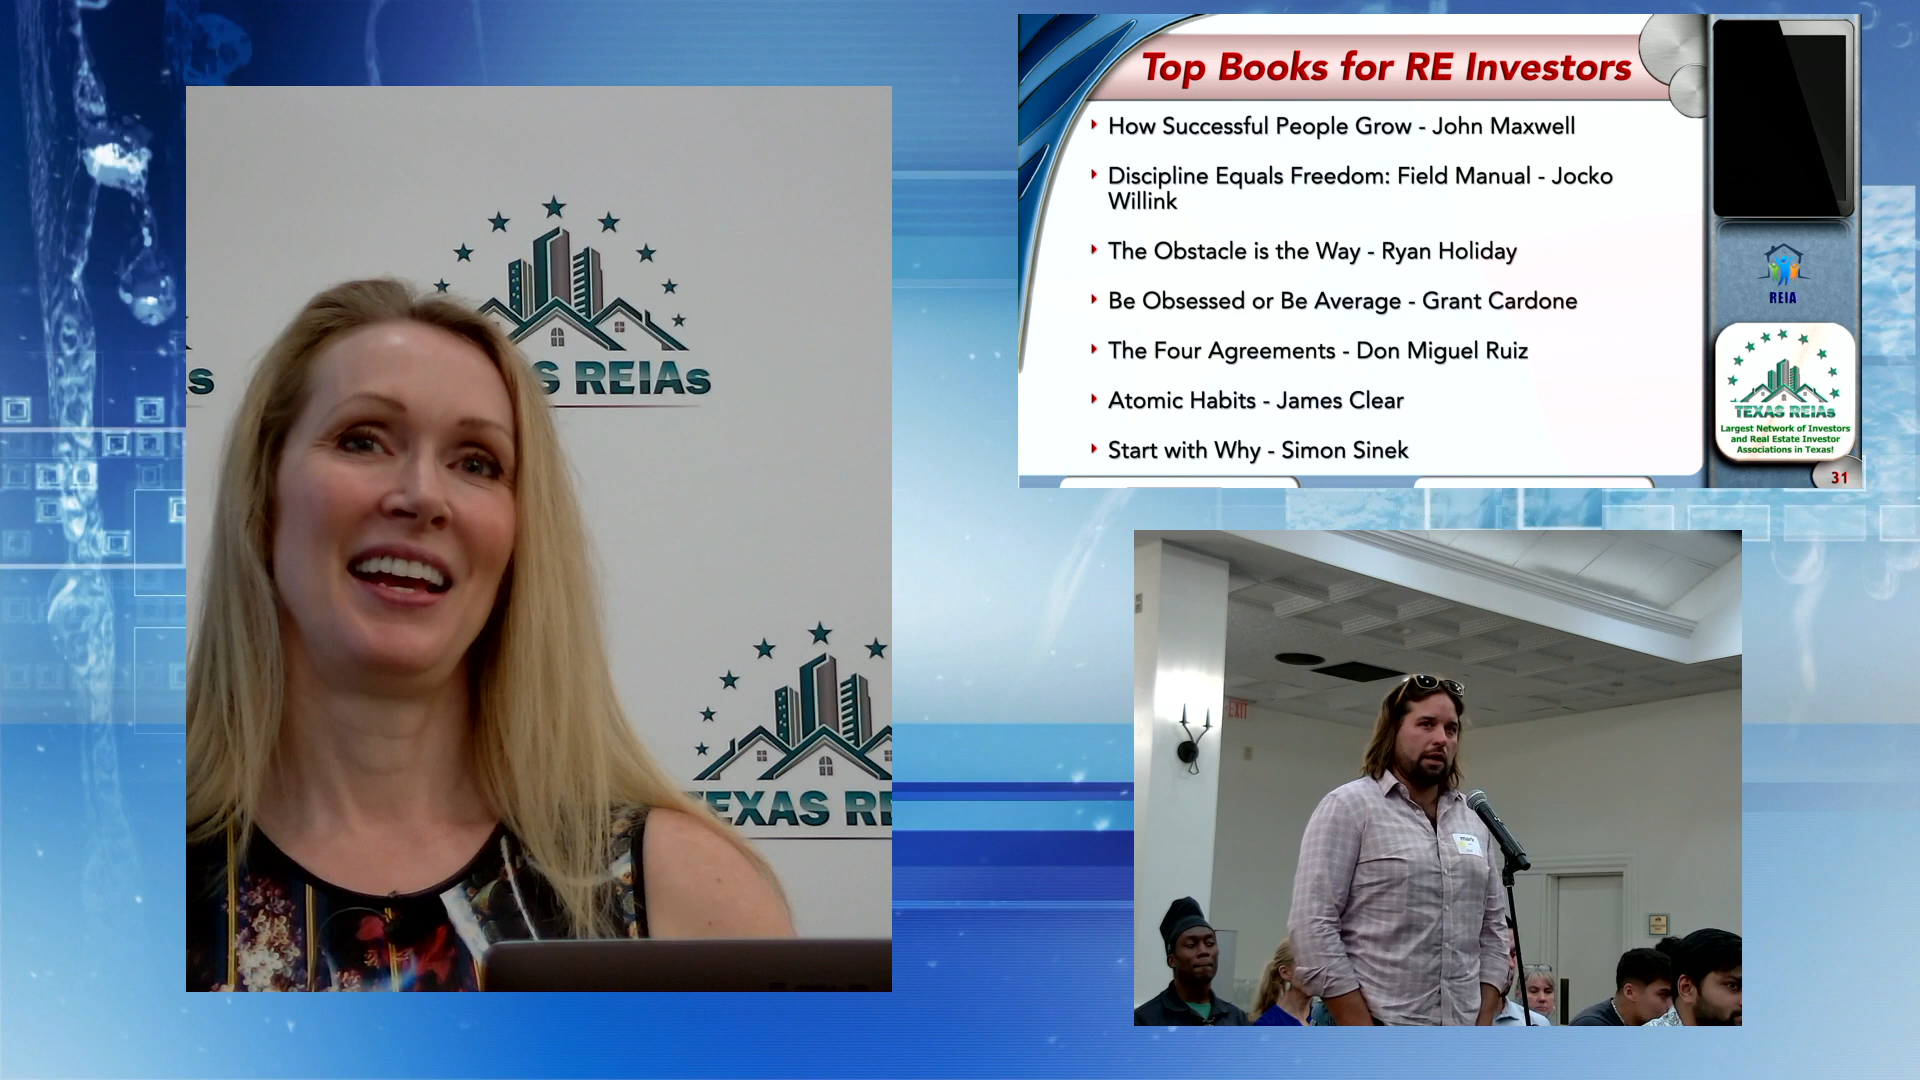 Top Books for RE Investors
How Successful People Grow - John Maxwell
Discipline Equals Freedom: Field Manual - Jocko
Willink
The Obstacle is the Way - Ryan Holiday
Be Obsessed or Be Average - Grant Cardone
The Four Agreements - Don Miguel Ruiz
Atomic Habits - James Clear
Start with Why - Simon Sinek
REIA
TEXAS REIAs
Largest Network of Investors
and Real Estate Investor
Associations in Texas!
31
S
S REIAs
TEXAS RE
EXIT
mark